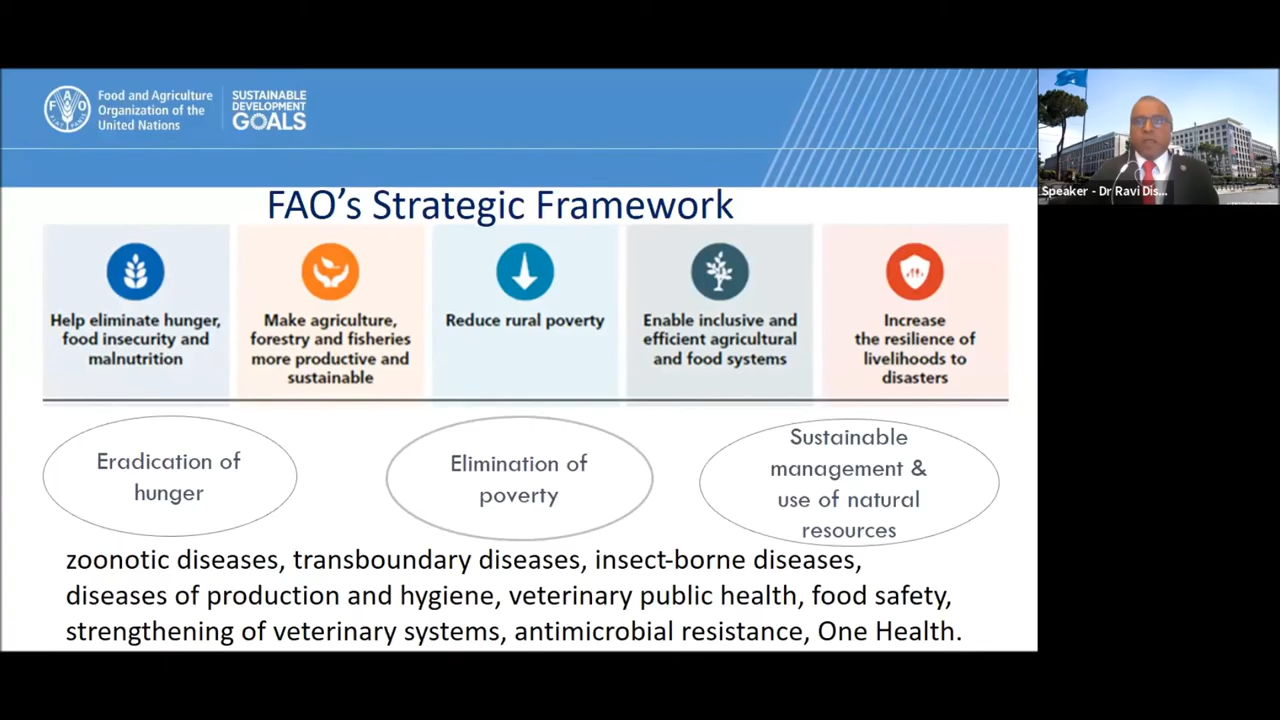 Food and Agriculture
Organization of the
United Nations
SUSTAINABLE
DEVELOPMENT
GOALS
F A O
FIAT PANIS
Speaker - Dr Ravi Dis...
FAO's Strategic Framework
Help eliminate hunger,
food insecurity and
malnutrition
Make agriculture,
forestry and fisheries
more productive and
sustainable
Reduce rural poverty
Enable inclusive and
efficient agricultural
and food systems
Increase
the resilience of
livelihoods to
disasters
Eradication of
hunger
Elimination of
poverty
Sustainable
management &
use of natural
resources
zoonotic diseases, transboundary diseases, insect-borne diseases,
diseases of production and hygiene, veterinary public health, food safety,
strengthening of veterinary systems, antimicrobial resistance, One Health.